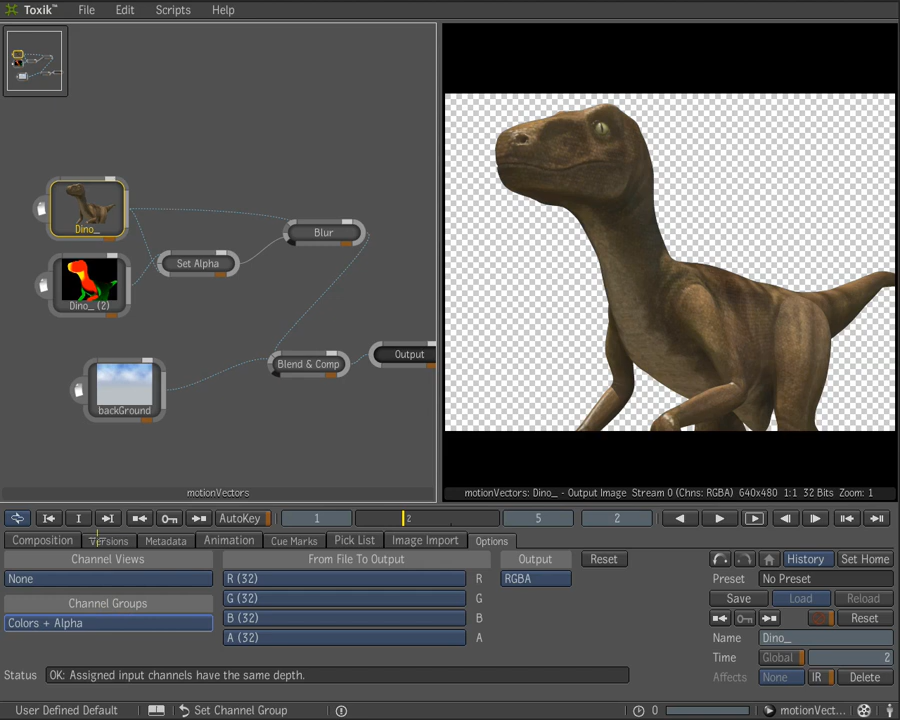 Toxik™ File Edit Scripts Help
Dino_
Blur
Set Alpha
Dino_ (2)
Output
Blend & Comp
backGround
motionVectors
motionVectors: Dino_ - Output Image Stream 0 (Chns: RGBA) 640x480 1:1 32 Bits Zoom: 1
AutoKey 1 2 5 2
Composition Versions Metadata Animation Cue Marks Pick List Image Import Options
Channel Views From File To Output Output Reset History Set Home
None R (32) R RGBA Preset No Preset
G (32) G Save Load Reload
Channel Groups
Colors + Alpha B (32) B Reset
A (32) A Name Dino_
Time Global 2
Status OK: Assigned input channels have the same depth. Affects None IR Delete
User Defined Default Set Channel Group 0 motionVect...